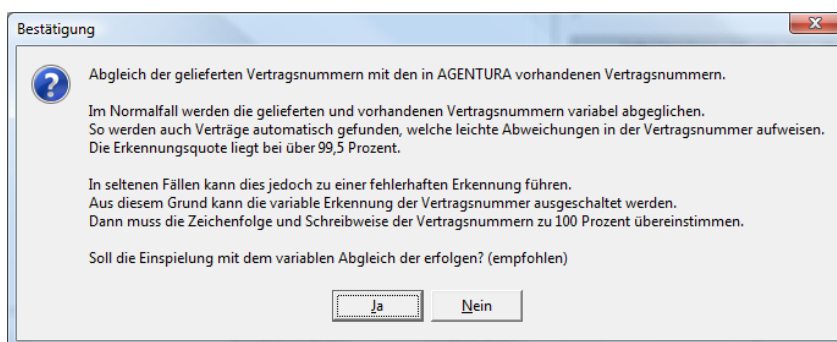 Bestätigung
Abgleich der gelieferten Vertragsnummern mit den in AGENTURA vorhandenen Vertragsnummern.
Im Normalfall werden die gelieferten und vorhandenen Vertragsnummern variabel abgeglichen.
So werden auch Verträge automatisch gefunden, welche leichte Abweichungen in der Vertragsnummer aufweisen.
Die Erkennungsquote liegt bei über 99,5 Prozent.
In seltenen Fällen kann dies jedoch zu einer fehlerhaften Erkennung führen.
Aus diesem Grund kann die variable Erkennung der Vertragsnummer ausgeschaltet werden.
Dann muss die Zeichenfolge und Schreibweise der Vertragsnummern zu 100 Prozent übereinstimmen.
Soll die Einspielung mit dem variablen Abgleich der erfolgen? (empfohlen)
Ja
Nein